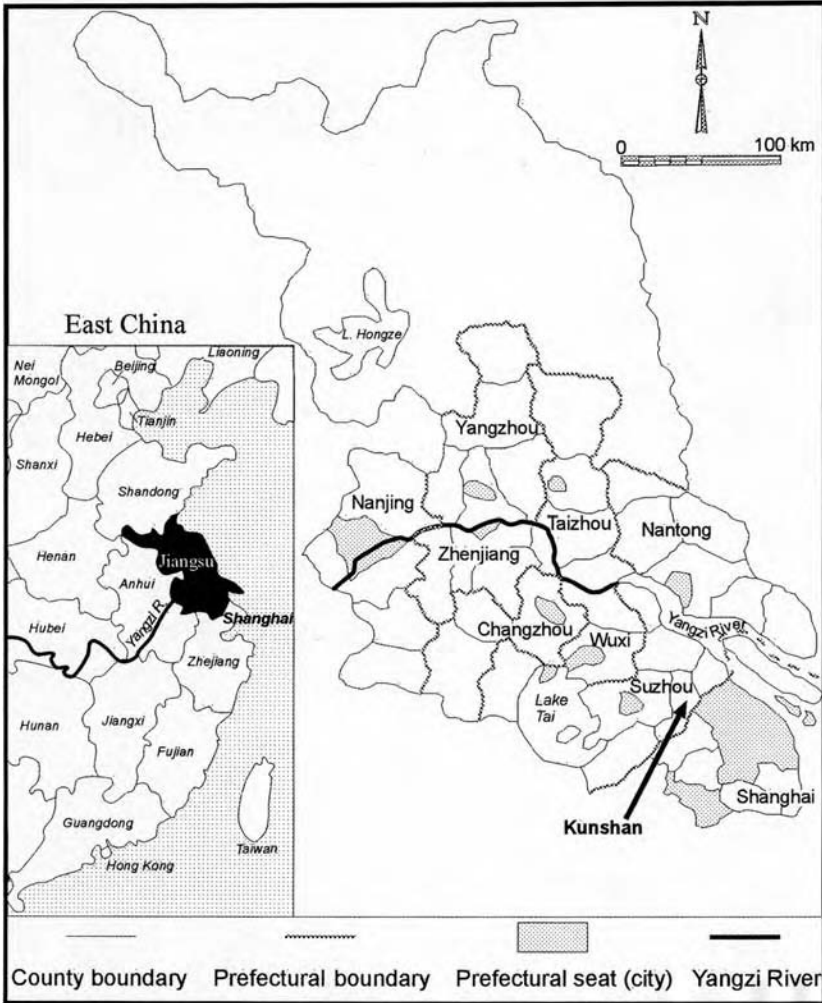 N
0 100 km
L. Hongze
East China
Nei
Mongol
Beijing
Liaoning
Tianjin
Hebei
Shanxi
Shandong
Henan
Jiangsu
Anhui
Hubei
Yangzi R.
Shanghai
Zhejiang
Hunan
Jiangxi
Fujian
Guangdong
Hong Kong
Taiwan
Yangzhou
Nanjing
Taizhou
Nantong
Zhenjiang
Changzhou
Wuxi
Yangzi River
Suzhou
Lake
Tai
Shanghai
Kunshan
County boundary Prefectural boundary Prefectural seat (city) Yangzi River